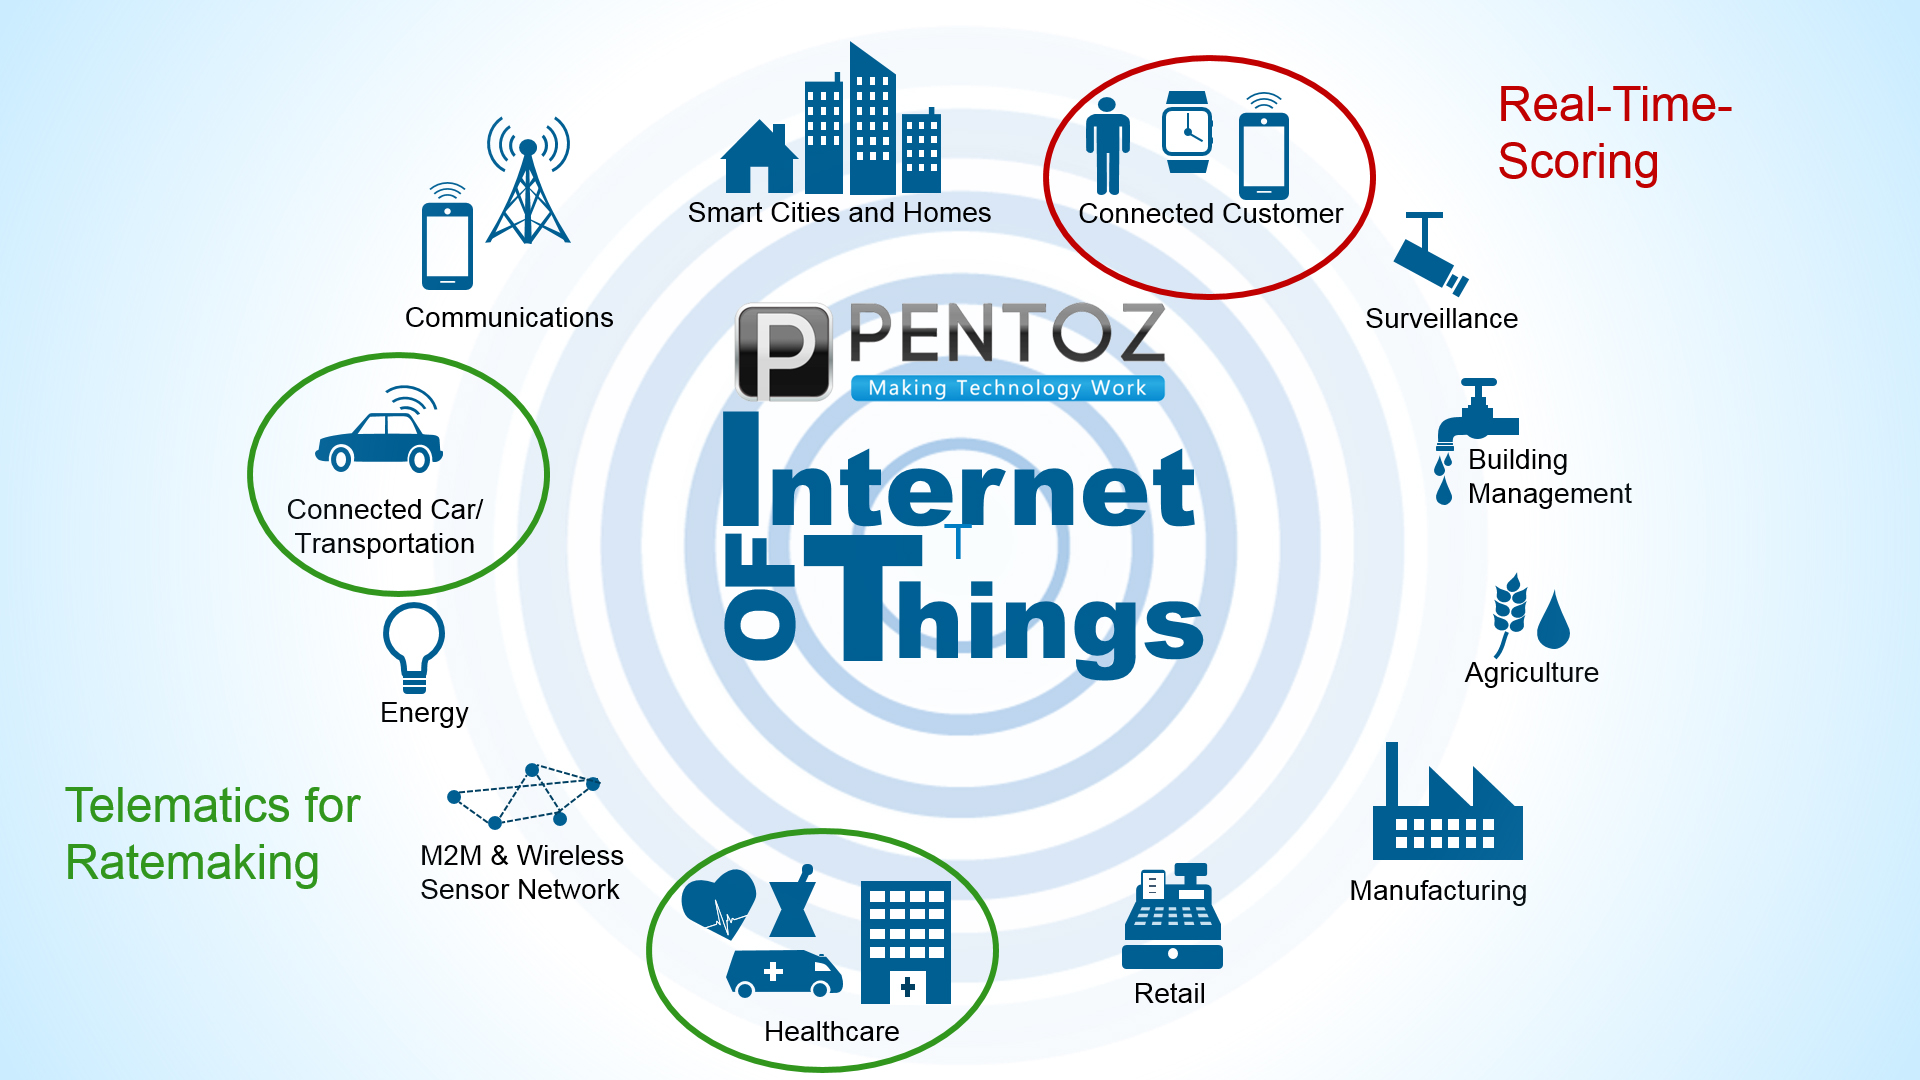 Real-Time-
Scoring
Smart Cities and Homes
Connected Customer
Surveillance
Communications
P PENTOZ
Making Technology Work
Internet
OF Things
T
Building
Management
Connected Car/
Transportation
Agriculture
Energy
Telematics for
Ratemaking
M2M & Wireless
Sensor Network
Manufacturing
Retail
Healthcare